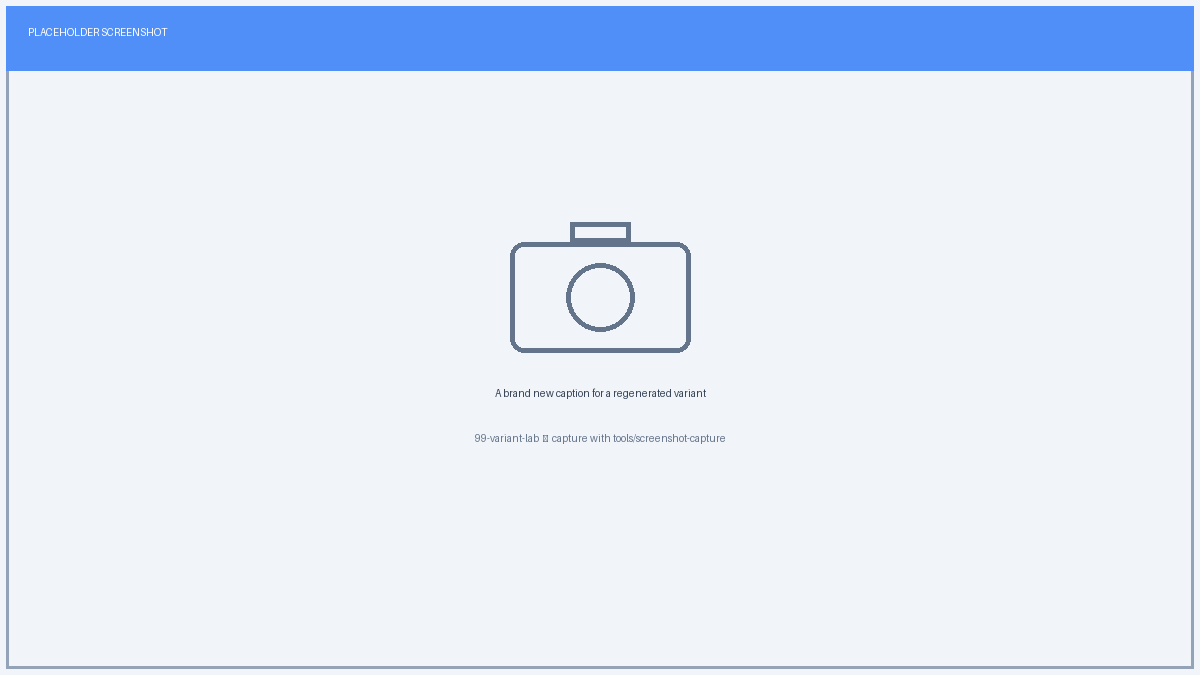 PLACEHOLDER SCREENSHOT
A brand new caption for a regenerated variant
99-variant-lab capture with tools/screenshot-capture